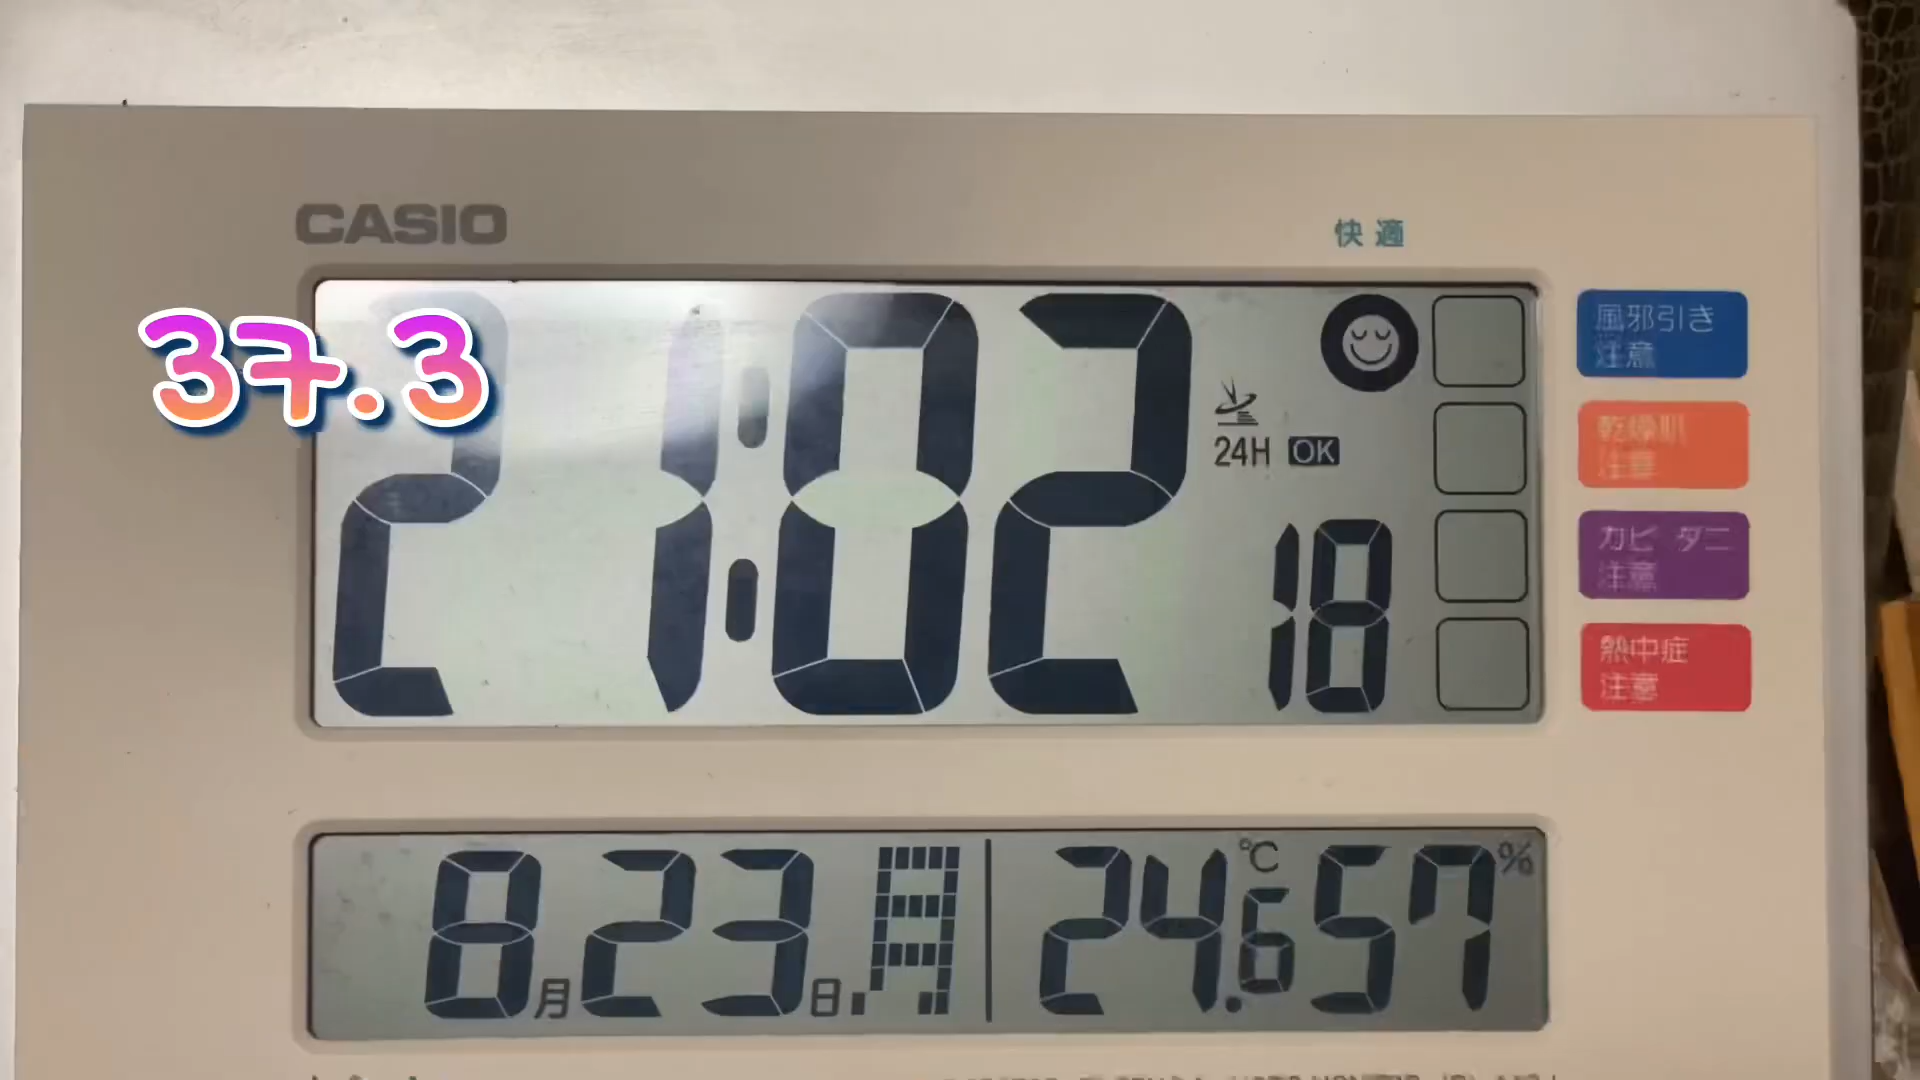 CASIO
快適
37.3
21:02 18
24H OK
風邪引き
注意
乾燥肌
注意
カビ ダニ
注意
熱中症
注意
8月23日.月 24.6℃ 57%